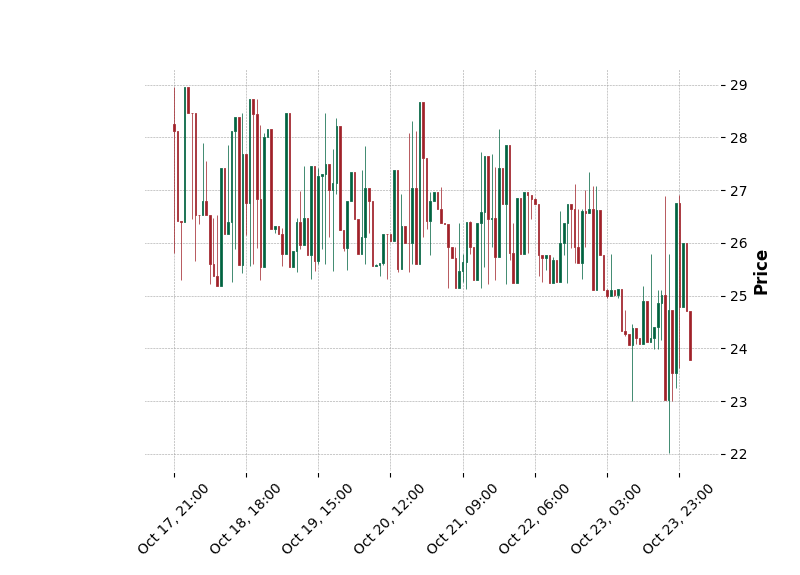 29
28
27
26
25
24
23
22
Price
Oct 17, 21:00
Oct 18, 18:00
Oct 19, 15:00
Oct 20, 12:00
Oct 21, 09:00
Oct 22, 06:00
Oct 23, 03:00
Oct 23, 23:00